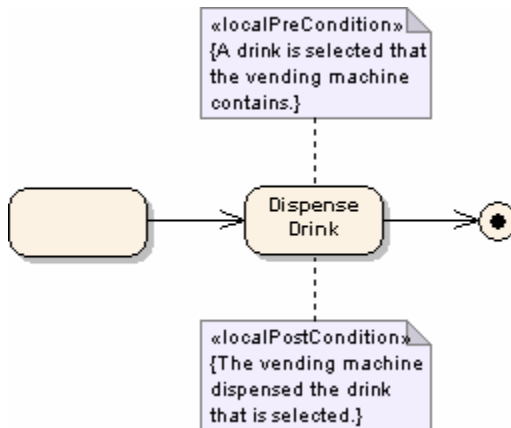 «localPreCondition»
{A drink is selected that
the vending machine
contains.}
Dispense
Drink
«localPostCondition»
{The vending machine
dispensed the drink
that is selected.}